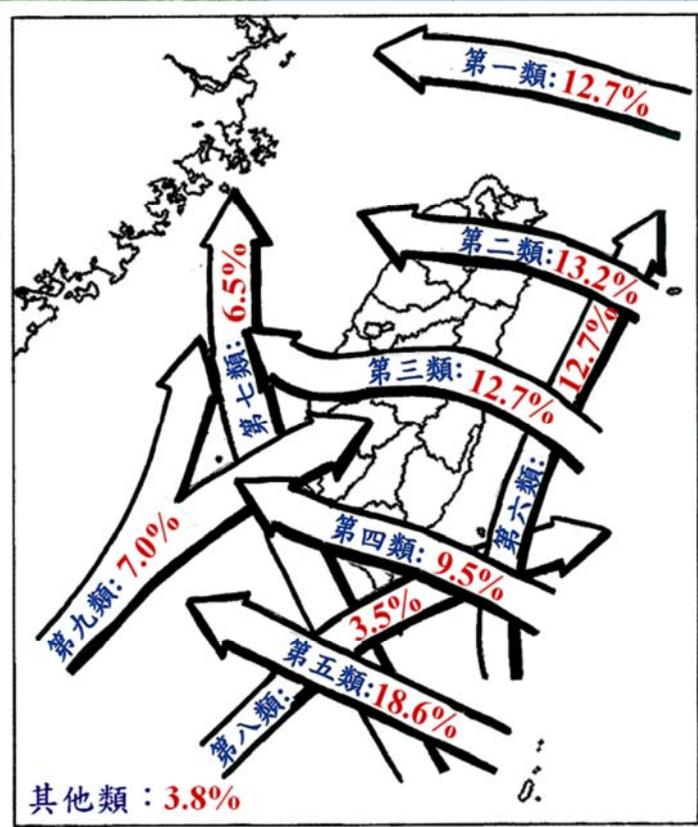 第一類:12.7%
第二類:13.2%
第三類:12.7%
第四類:9.5%
第五類:18.6%
第六類:12.7%
第七類:6.5%
第八類:3.5%
第九類:7.0%
其他類：3.8%